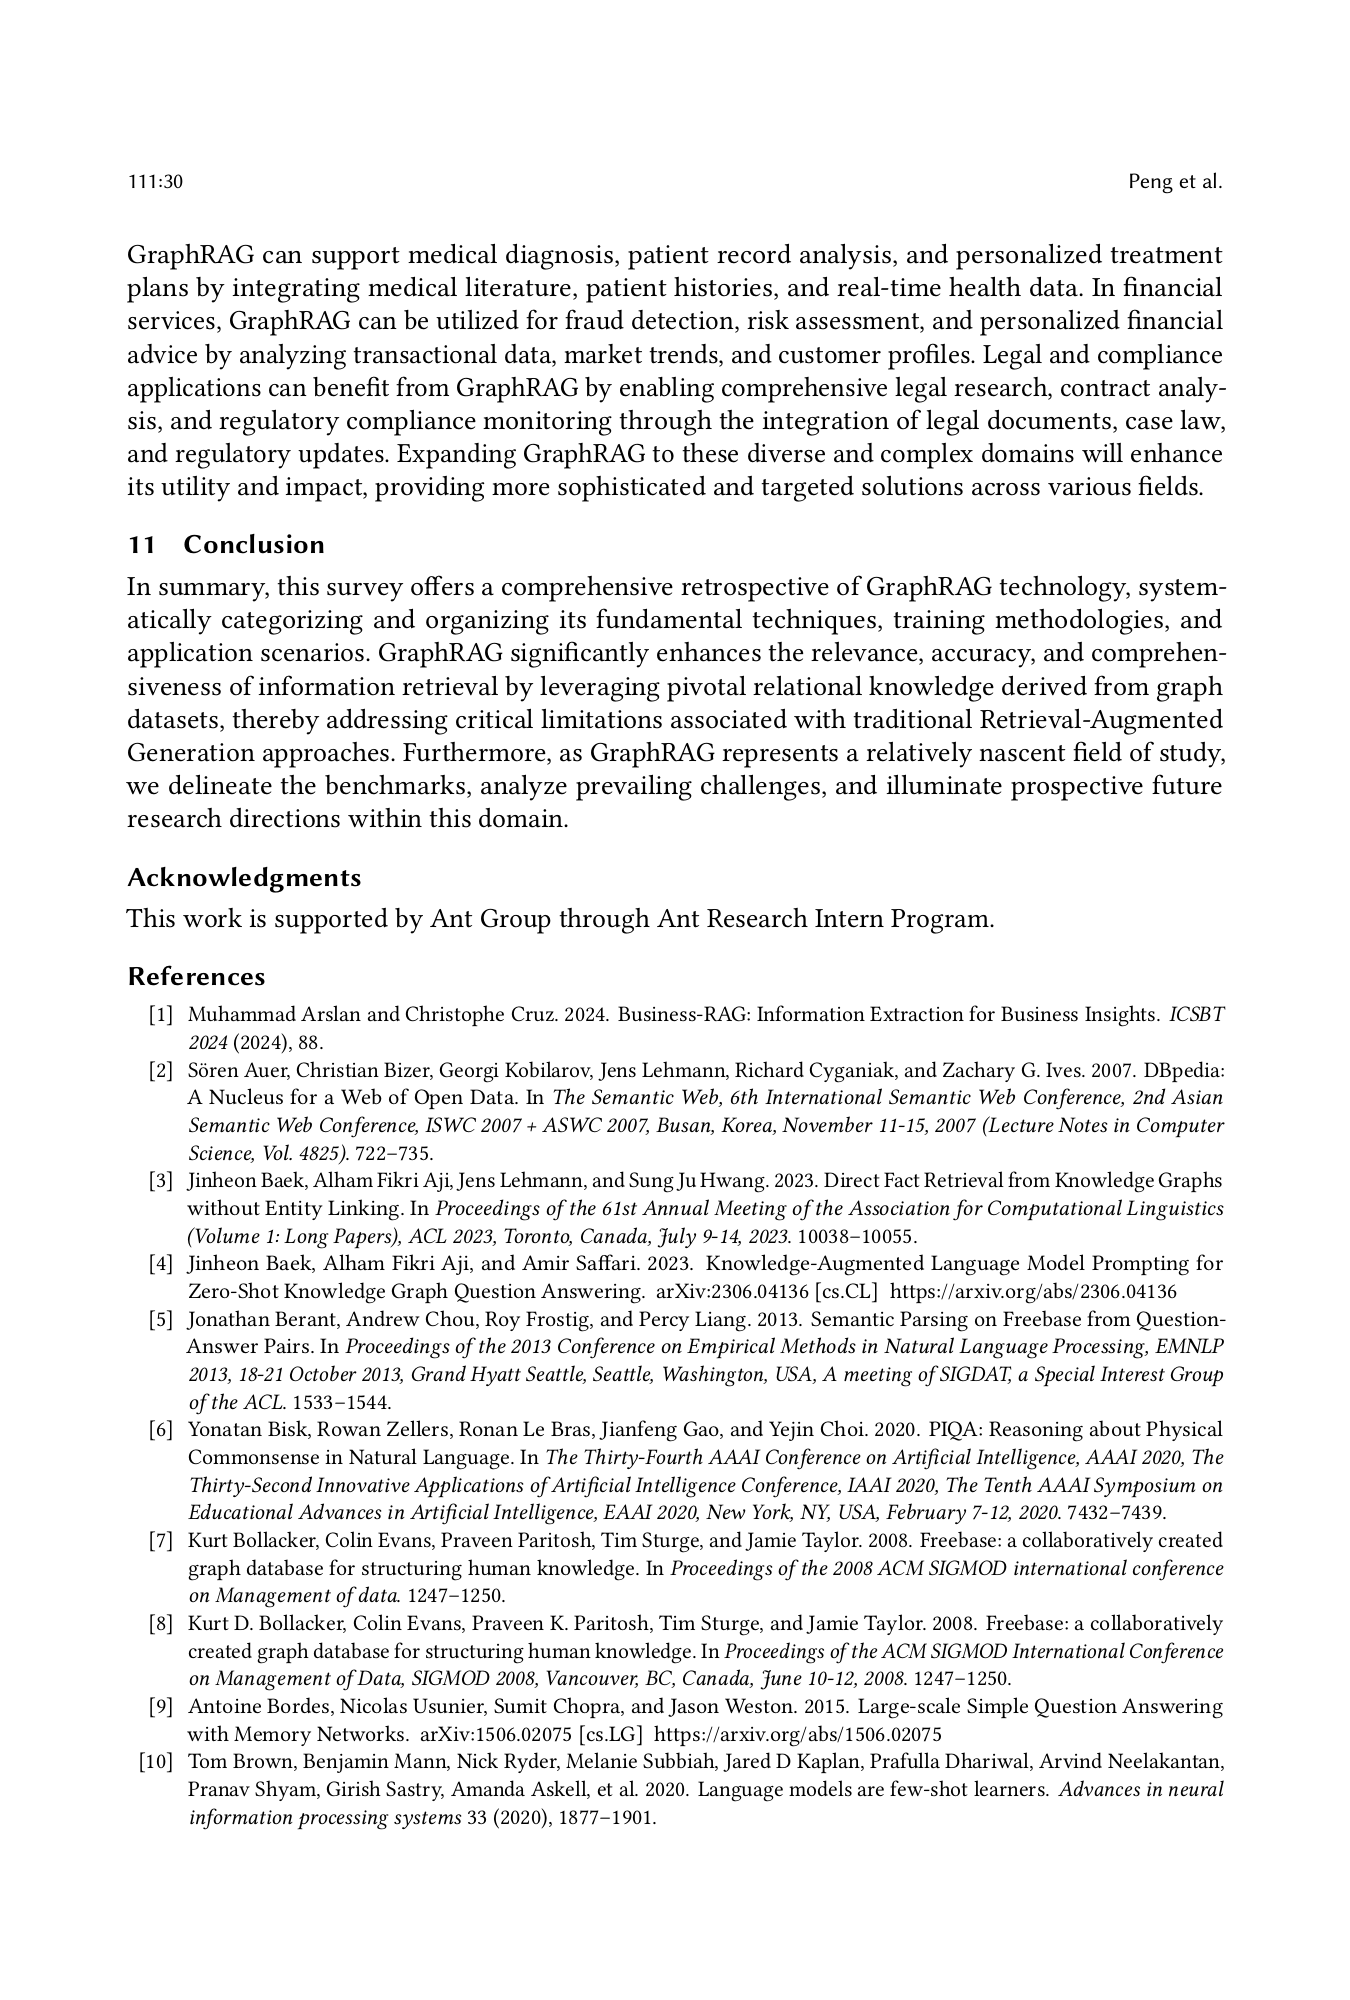 111:30
Peng et al.
GraphRAG can support medical diagnosis, patient record analysis, and personalized treatment
plans by integrating medical literature, patient histories, and real-time health data. In financial
services, GraphRAG can be utilized for fraud detection, risk assessment, and personalized financial
advice by analyzing transactional data, market trends, and customer profiles. Legal and compliance
applications can benefit from GraphRAG by enabling comprehensive legal research, contract analy-
sis, and regulatory compliance monitoring through the integration of legal documents, case law,
and regulatory updates. Expanding GraphRAG to these diverse and complex domains will enhance
its utility and impact, providing more sophisticated and targeted solutions across various fields.
11 Conclusion
In summary, this survey offers a comprehensive retrospective of GraphRAG technology, system-
atically categorizing and organizing its fundamental techniques, training methodologies, and
application scenarios. GraphRAG significantly enhances the relevance, accuracy, and comprehen-
siveness of information retrieval by leveraging pivotal relational knowledge derived from graph
datasets, thereby addressing critical limitations associated with traditional Retrieval-Augmented
Generation approaches. Furthermore, as GraphRAG represents a relatively nascent field of study,
we delineate the benchmarks, analyze prevailing challenges, and illuminate prospective future
research directions within this domain.
Acknowledgments
This work is supported by Ant Group through Ant Research Intern Program.
References
[1] Muhammad Arslan and Christophe Cruz. 2024. Business-RAG: Information Extraction for Business Insights. ICSBT
2024 (2024), 88.
[2] Sören Auer, Christian Bizer, Georgi Kobilarov, Jens Lehmann, Richard Cyganiak, and Zachary G. Ives. 2007. DBpedia:
A Nucleus for a Web of Open Data. In The Semantic Web, 6th International Semantic Web Conference, 2nd Asian
Semantic Web Conference, ISWC 2007 + ASWC 2007, Busan, Korea, November 11-15, 2007 (Lecture Notes in Computer
Science, Vol. 4825). 722–735.
[3] Jinheon Baek, Alham Fikri Aji, Jens Lehmann, and Sung Ju Hwang. 2023. Direct Fact Retrieval from Knowledge Graphs
without Entity Linking. In Proceedings of the 61st Annual Meeting of the Association for Computational Linguistics
(Volume 1: Long Papers), ACL 2023, Toronto, Canada, July 9-14, 2023. 10038–10055.
[4] Jinheon Baek, Alham Fikri Aji, and Amir Saffari. 2023. Knowledge-Augmented Language Model Prompting for
Zero-Shot Knowledge Graph Question Answering. arXiv:2306.04136 [cs.CL] https://arxiv.org/abs/2306.04136
[5] Jonathan Berant, Andrew Chou, Roy Frostig, and Percy Liang. 2013. Semantic Parsing on Freebase from Question-
Answer Pairs. In Proceedings of the 2013 Conference on Empirical Methods in Natural Language Processing, EMNLP
2013, 18-21 October 2013, Grand Hyatt Seattle, Seattle, Washington, USA, A meeting of SIGDAT, a Special Interest Group
of the ACL. 1533–1544.
[6] Yonatan Bisk, Rowan Zellers, Ronan Le Bras, Jianfeng Gao, and Yejin Choi. 2020. PIQA: Reasoning about Physical
Commonsense in Natural Language. In The Thirty-Fourth AAAI Conference on Artificial Intelligence, AAAI 2020, The
Thirty-Second Innovative Applications of Artificial Intelligence Conference, IAAI 2020, The Tenth AAAI Symposium on
Educational Advances in Artificial Intelligence, EAAI 2020, New York, NY, USA, February 7-12, 2020. 7432–7439.
[7] Kurt Bollacker, Colin Evans, Praveen Paritosh, Tim Sturge, and Jamie Taylor. 2008. Freebase: a collaboratively created
graph database for structuring human knowledge. In Proceedings of the 2008 ACM SIGMOD international conference
on Management of data. 1247–1250.
[8] Kurt D. Bollacker, Colin Evans, Praveen K. Paritosh, Tim Sturge, and Jamie Taylor. 2008. Freebase: a collaboratively
created graph database for structuring human knowledge. In Proceedings of the ACM SIGMOD International Conference
on Management of Data, SIGMOD 2008, Vancouver, BC, Canada, June 10-12, 2008. 1247–1250.
[9] Antoine Bordes, Nicolas Usunier, Sumit Chopra, and Jason Weston. 2015. Large-scale Simple Question Answering
with Memory Networks. arXiv:1506.02075 [cs.LG] https://arxiv.org/abs/1506.02075
[10] Tom Brown, Benjamin Mann, Nick Ryder, Melanie Subbiah, Jared D Kaplan, Prafulla Dhariwal, Arvind Neelakantan,
Pranav Shyam, Girish Sastry, Amanda Askell, et al. 2020. Language models are few-shot learners. Advances in neural
information processing systems 33 (2020), 1877–1901.